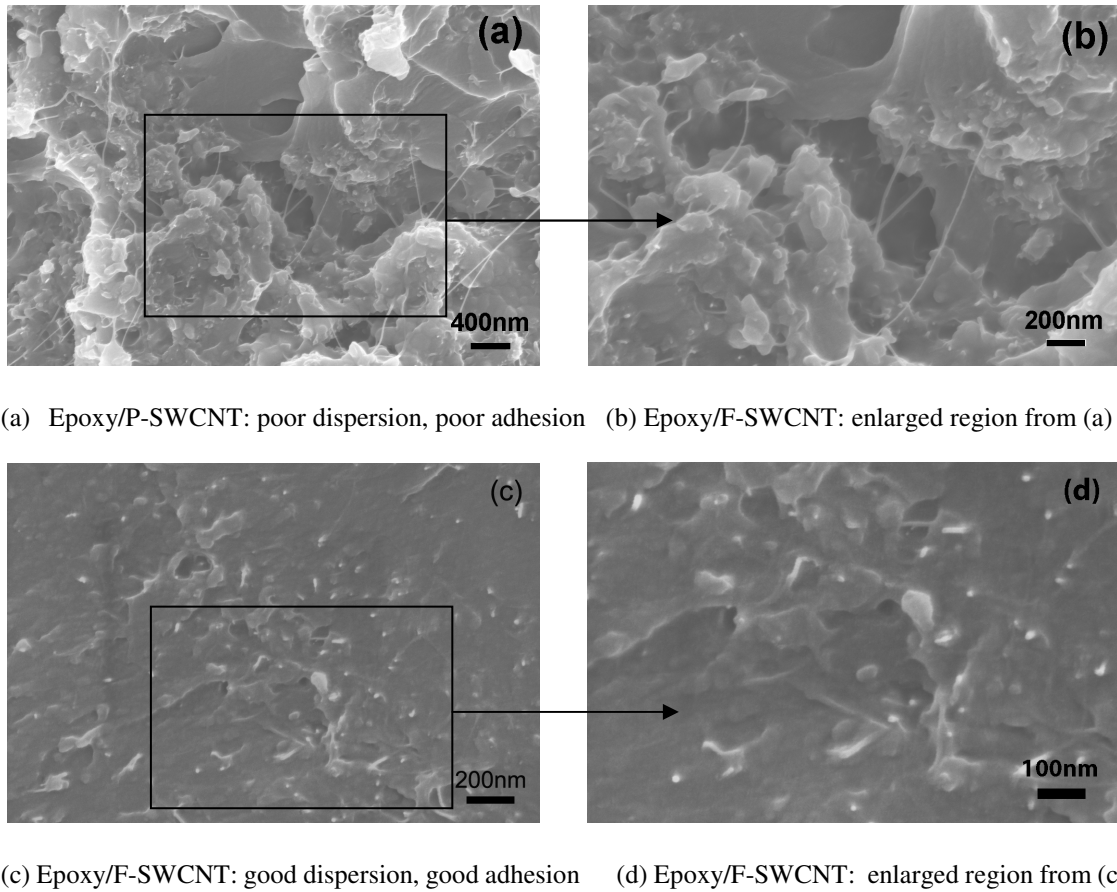 (a) (b)
400nm 200nm
(a) Epoxy/P-SWCNT: poor dispersion, poor adhesion (b) Epoxy/F-SWCNT: enlarged region from (a)
(c) (d)
200nm 100nm
(c) Epoxy/F-SWCNT: good dispersion, good adhesion (d) Epoxy/F-SWCNT: enlarged region from (c